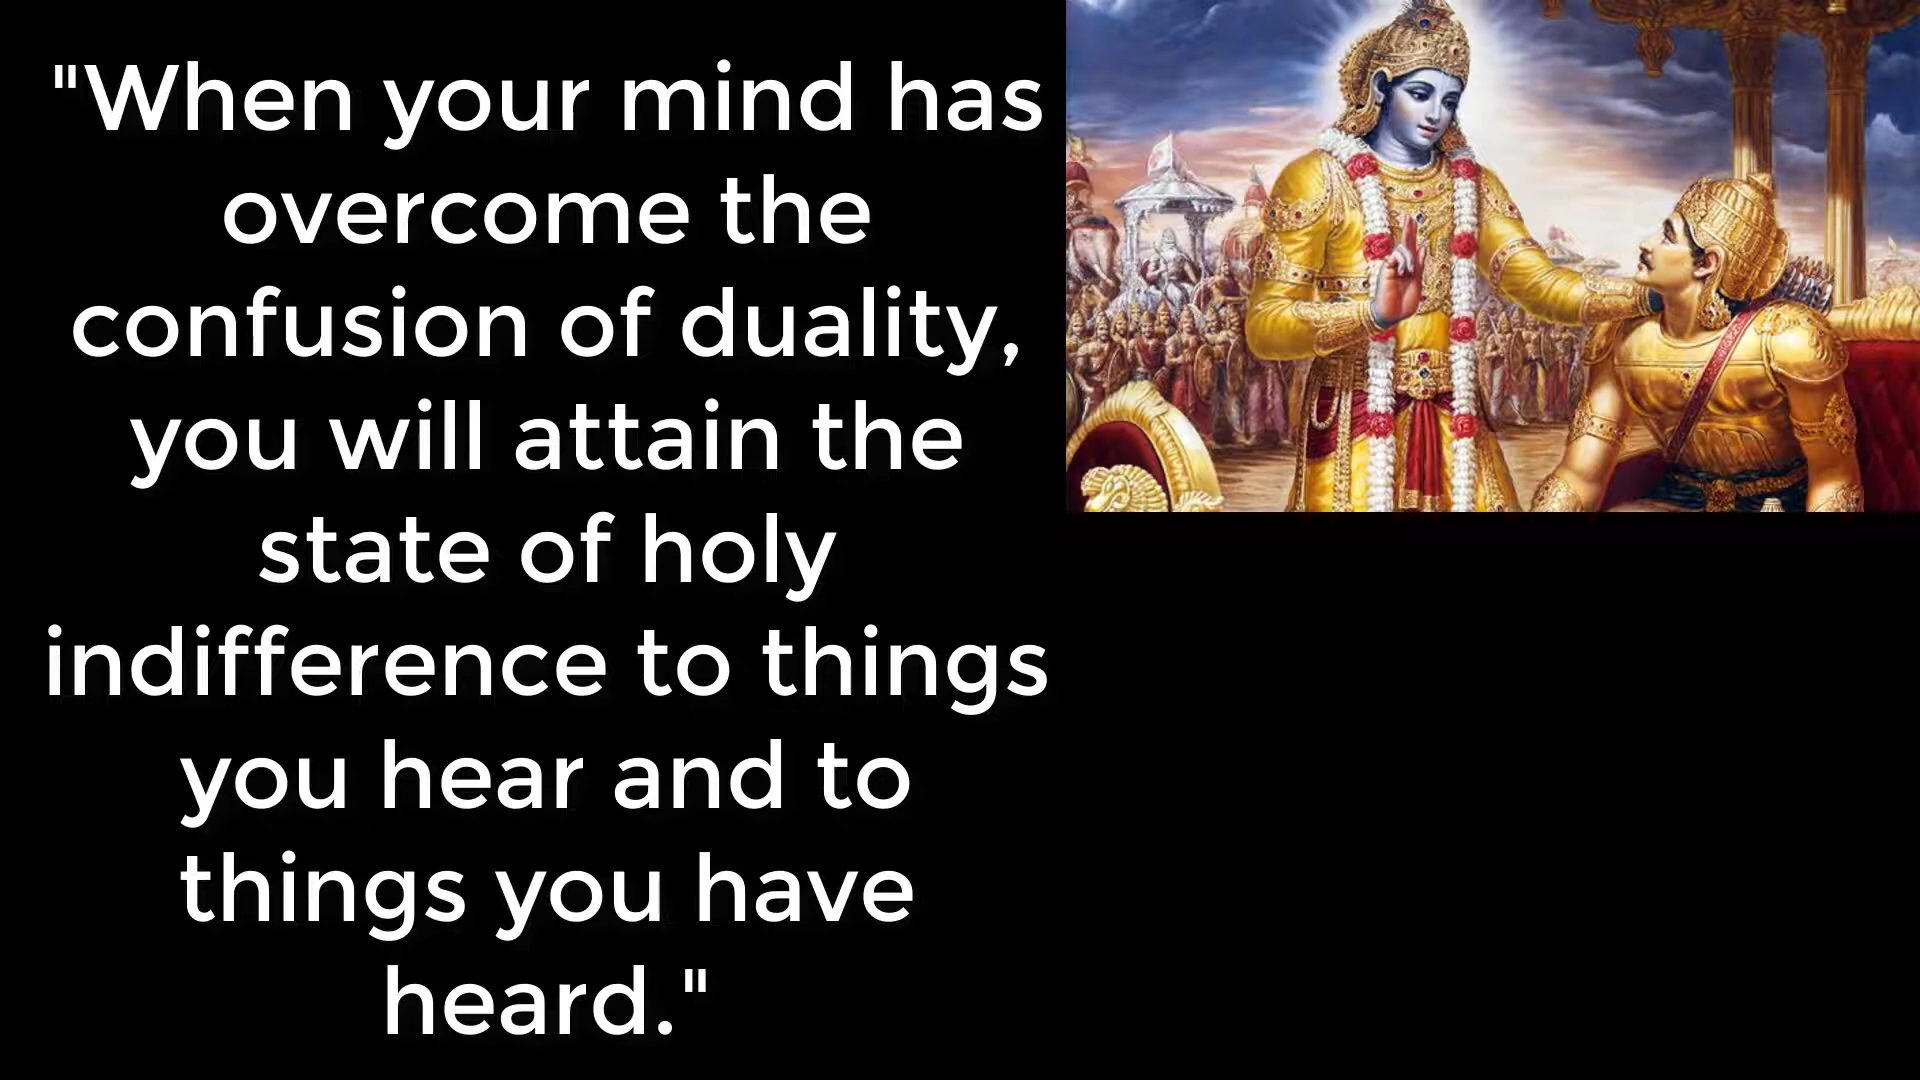 "When your mind has
overcome the
confusion of duality,
you will attain the
state of holy
indifference to things
you hear and to
things you have
heard."